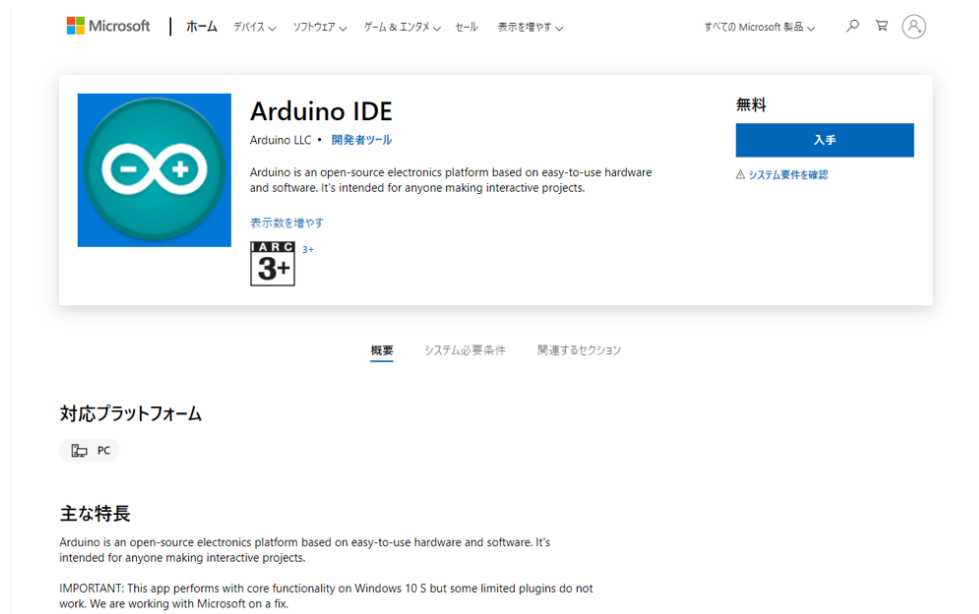 Microsoft ホーム デバイス ソフトウェア ゲーム & エンタメ セール 表示を増やす すべての Microsoft 製品
Arduino IDE
Arduino LLC • 開発者ツール
Arduino is an open-source electronics platform based on easy-to-use hardware
and software. It's intended for anyone making interactive projects.
表示数を増やす
IARC
3+
3+
無料
入手
システム要件を確認
概要 システム必要条件 関連するセクション
対応プラットフォーム
PC
主な特長
Arduino is an open-source electronics platform based on easy-to-use hardware and software. It's
intended for anyone making interactive projects.
IMPORTANT: This app performs with core functionality on Windows 10 S but some limited plugins do not
work. We are working with Microsoft on a fix.